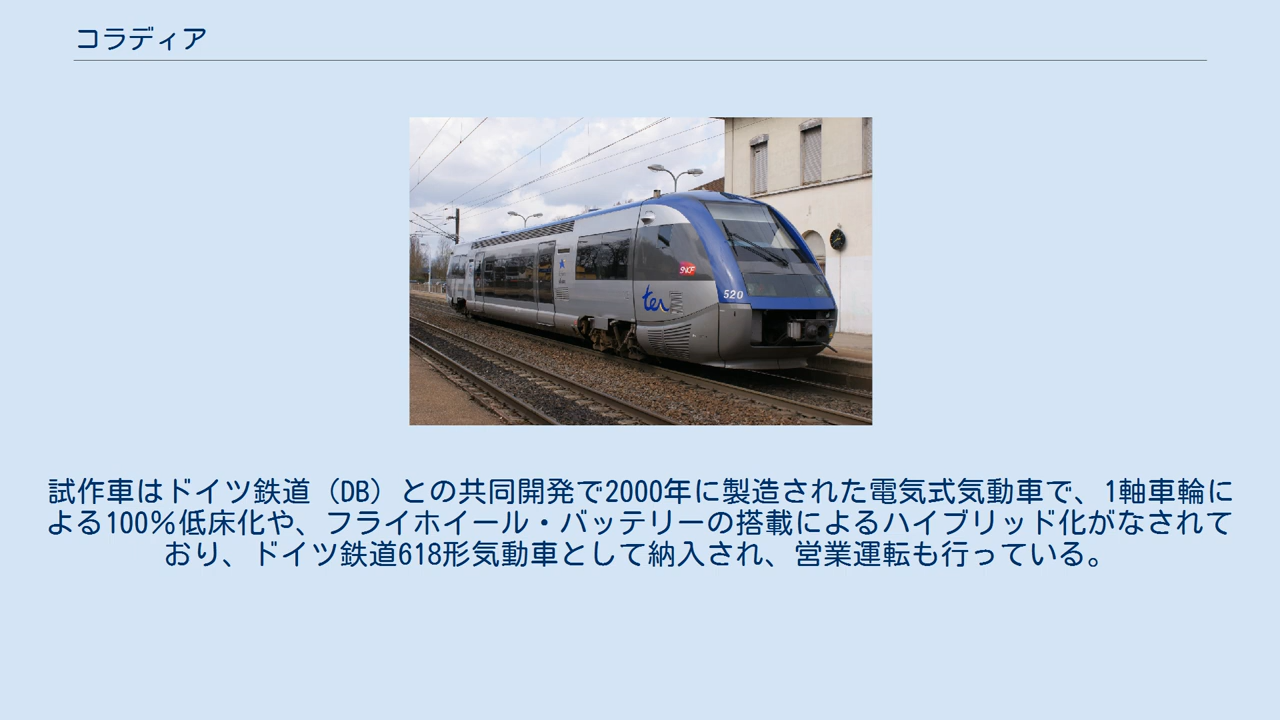 コラディア
SNCF
ter
520
試作車はドイツ鉄道（DB）との共同開発で2000年に製造された電気式気動車で、1軸車輪に
よる100％低床化や、フライホイール・バッテリーの搭載によるハイブリッド化がなされて
おり、ドイツ鉄道618形気動車として納入され、営業運転も行っている。